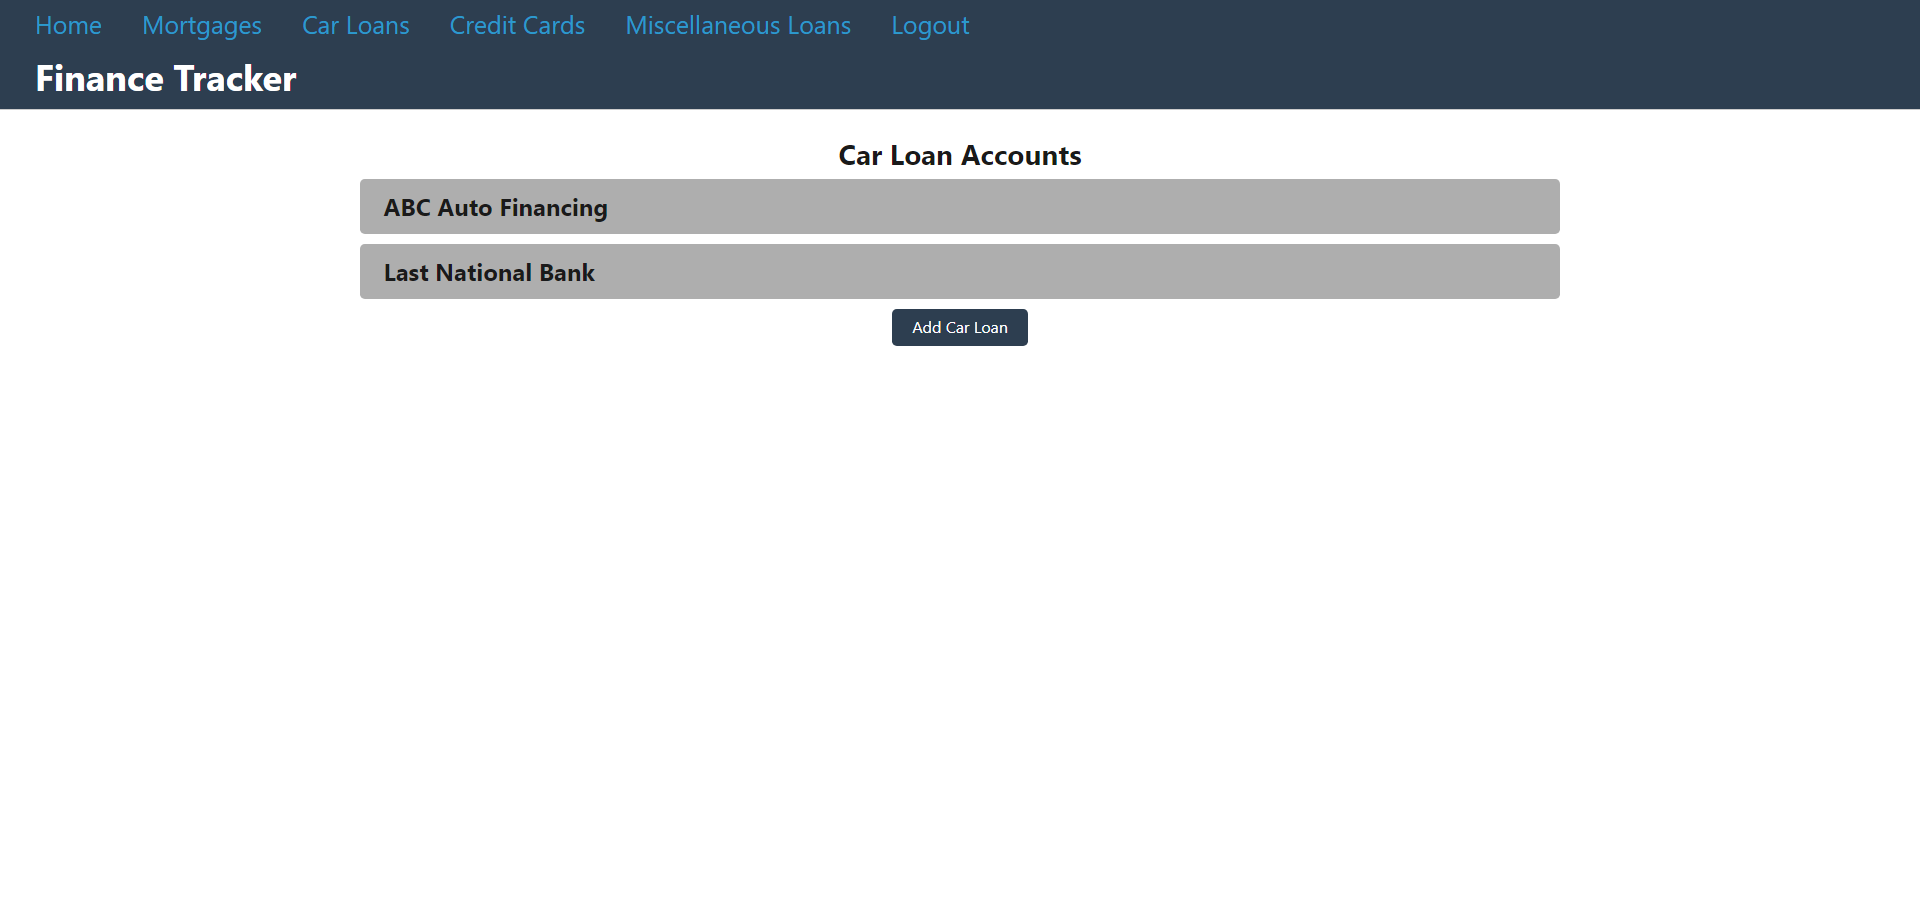 Home Mortgages Car Loans Credit Cards Miscellaneous Loans Logout
Finance Tracker
Car Loan Accounts
ABC Auto Financing
Last National Bank
Add Car Loan